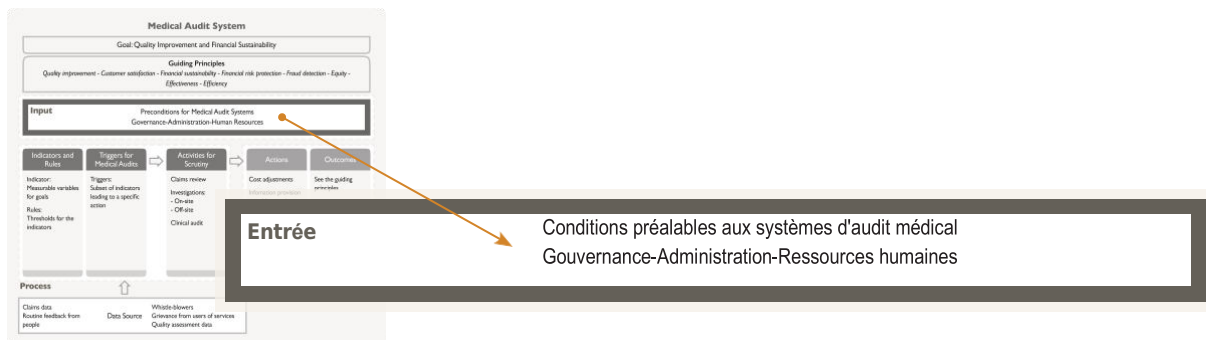 Medical Audit System
Goal: Quality Improvement and Financial Sustainability
Guiding Principles
Quality improvement - Customer satisfaction - Financial sustainability - Financial risk protection - Fraud detection - Equity -
Effectiveness - Efficiency
Input
Preconditions for Medical Audit Systems
Governance-Administration-Human Resources
Indicators and
Rules
Indicator:
Measurable variables
for goals
Rules:
Thresholds for the
indicators
Triggers for
Medical Audits
Triggers:
Subset of indicators
leading to a specific
action
Activities for
Scrutiny
Claims review
Investigations:
- On-site
- Off-site
Clinical audit
Actions
Cost adjustments
Information provision
Outcomes
See the guiding
principles
Entrée
Conditions préalables aux systèmes d'audit médical
Gouvernance-Administration-Ressources humaines
Process
Claims data
Routine feedback from
people
Data Source
Whistle-blowers
Grievance from users of services
Quality assessment data